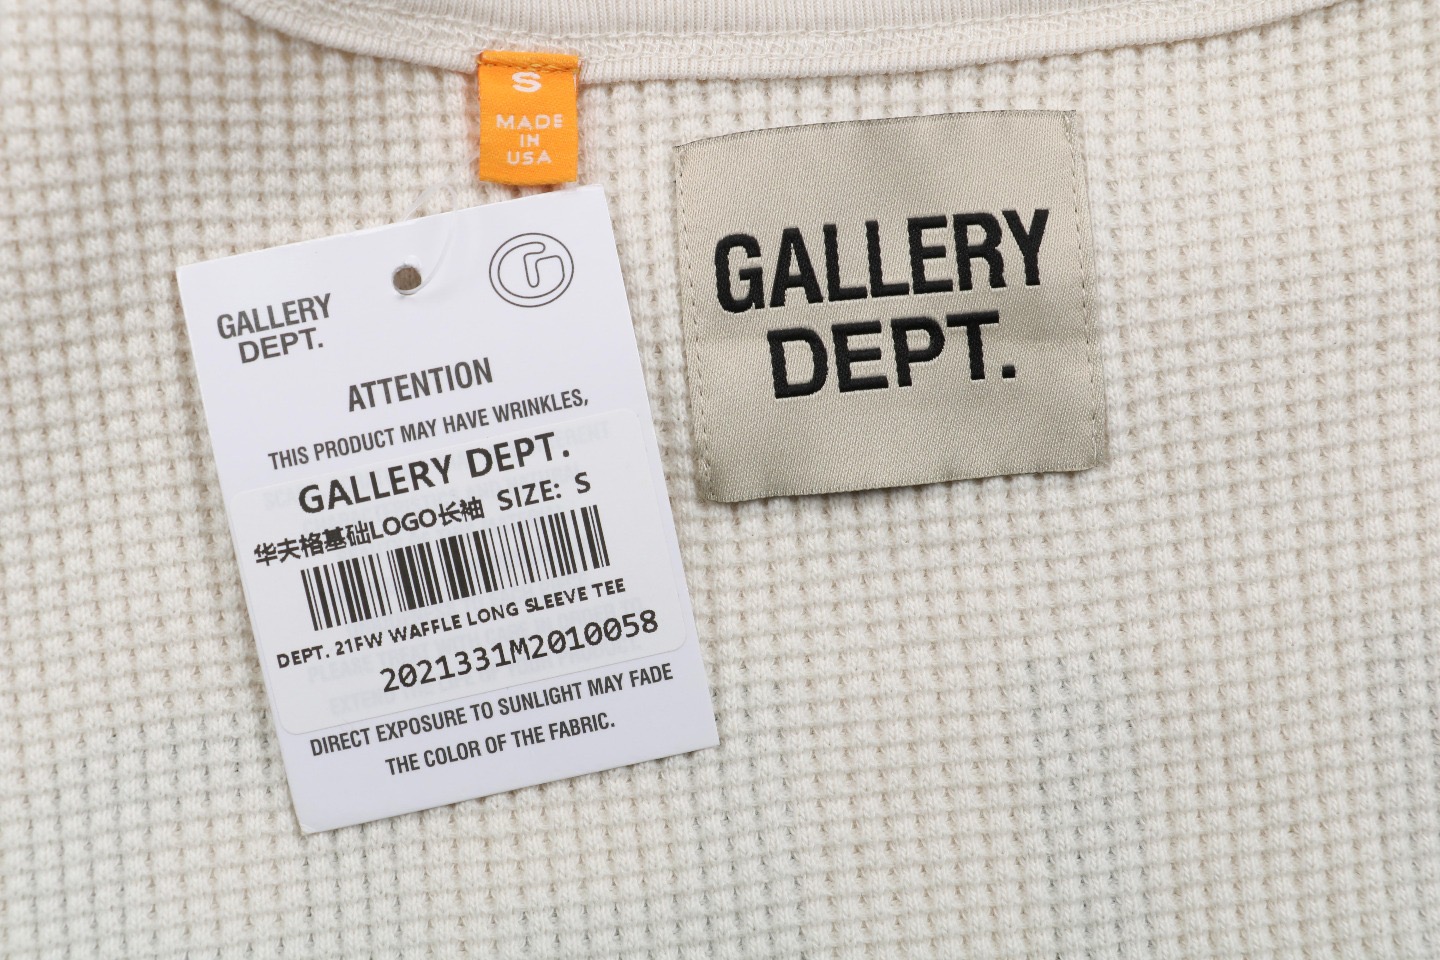 S
MADE
IN
USA
GALLERY
DEPT.
GALLERY
DEPT.
ATTENTION
THIS PRODUCT MAY HAVE WRINKLES,
GALLERY DEPT.
华夫格基础LOGO长袖 SIZE: S
DEPT. 21FW WAFFLE LONG SLEEVE TEE
2021331M2010058
DIRECT EXPOSURE TO SUNLIGHT MAY FADE
THE COLOR OF THE FABRIC.